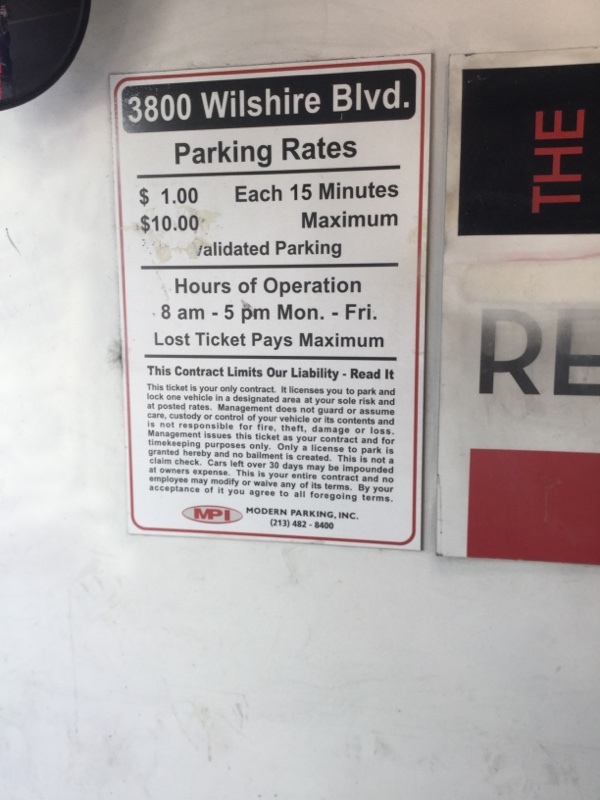 3800 Wilshire Blvd.
Parking Rates
$ 1.00 Each 15 Minutes
$10.00 Maximum
Validated Parking
Hours of Operation
8 am - 5 pm Mon. - Fri.
Lost Ticket Pays Maximum
This Contract Limits Our Liability - Read It
This ticket is your only contract. It licenses you to park and
lock one vehicle in a designated area at your sole risk and
at posted rates. Management does not guard or assume
care, custody or control of your vehicle or its contents and
is not responsible for fire, theft, damage or loss.
Management issues this ticket as your contract and for
timekeeping purposes only. Only a license to park is
granted hereby and no bailment is created. This is not a
claim check. Cars left over 30 days may be impounded
at owners expense. This is your entire contract and no
employee may modify or waive any of its terms. By your
acceptance of it you agree to all foregoing terms.
MPI MODERN PARKING, INC.
(213) 482 - 8400
THE
RE